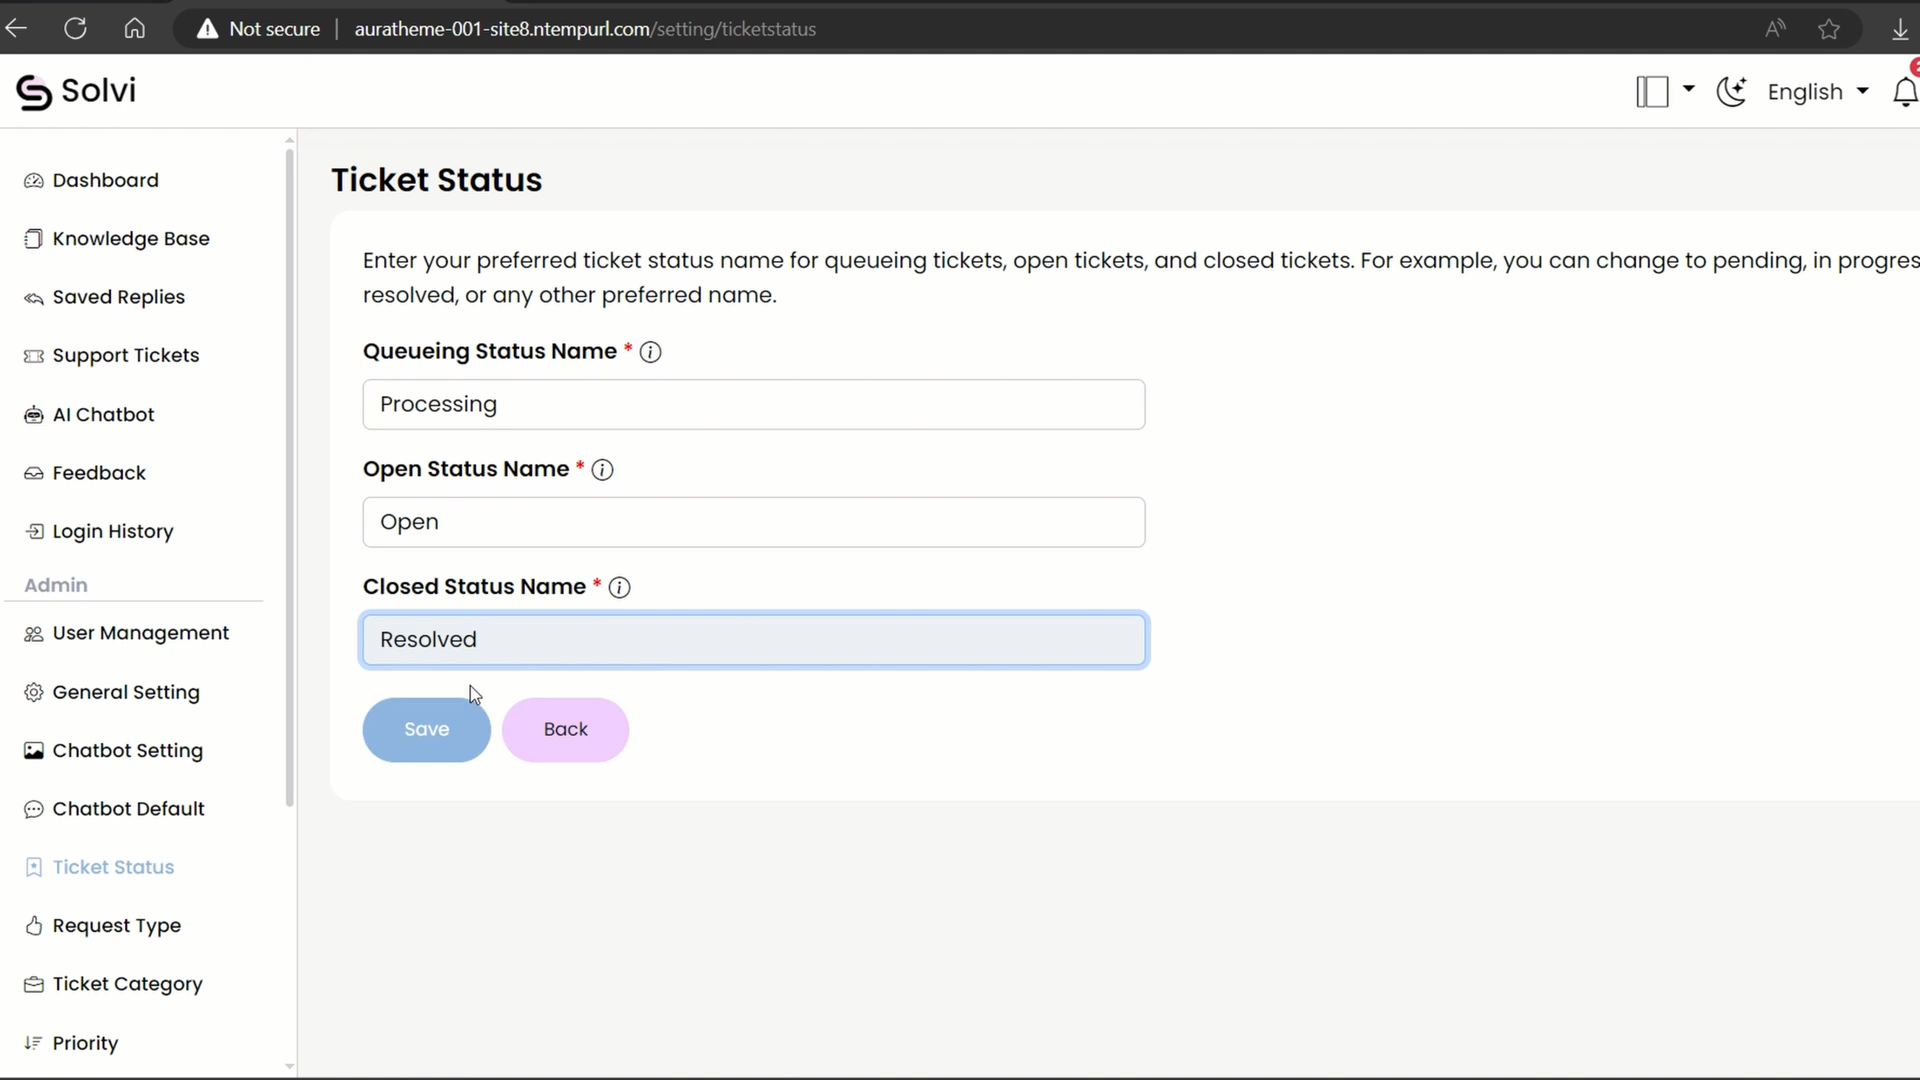 Not secure
auratheme-001-site8.ntempurl.com/setting/ticketstatus
Solvi
English
Dashboard
Knowledge Base
Saved Replies
Support Tickets
AI Chatbot
Feedback
Login History
Admin
User Management
General Setting
Chatbot Setting
Chatbot Default
Ticket Status
Request Type
Ticket Category
Priority
Ticket Status
Enter your preferred ticket status name for queueing tickets, open tickets, and closed tickets. For example, you can change to pending, in progres
resolved, or any other preferred name.
Queueing Status Name *
Processing
Open Status Name *
Open
Closed Status Name *
Resolved
Save
Back